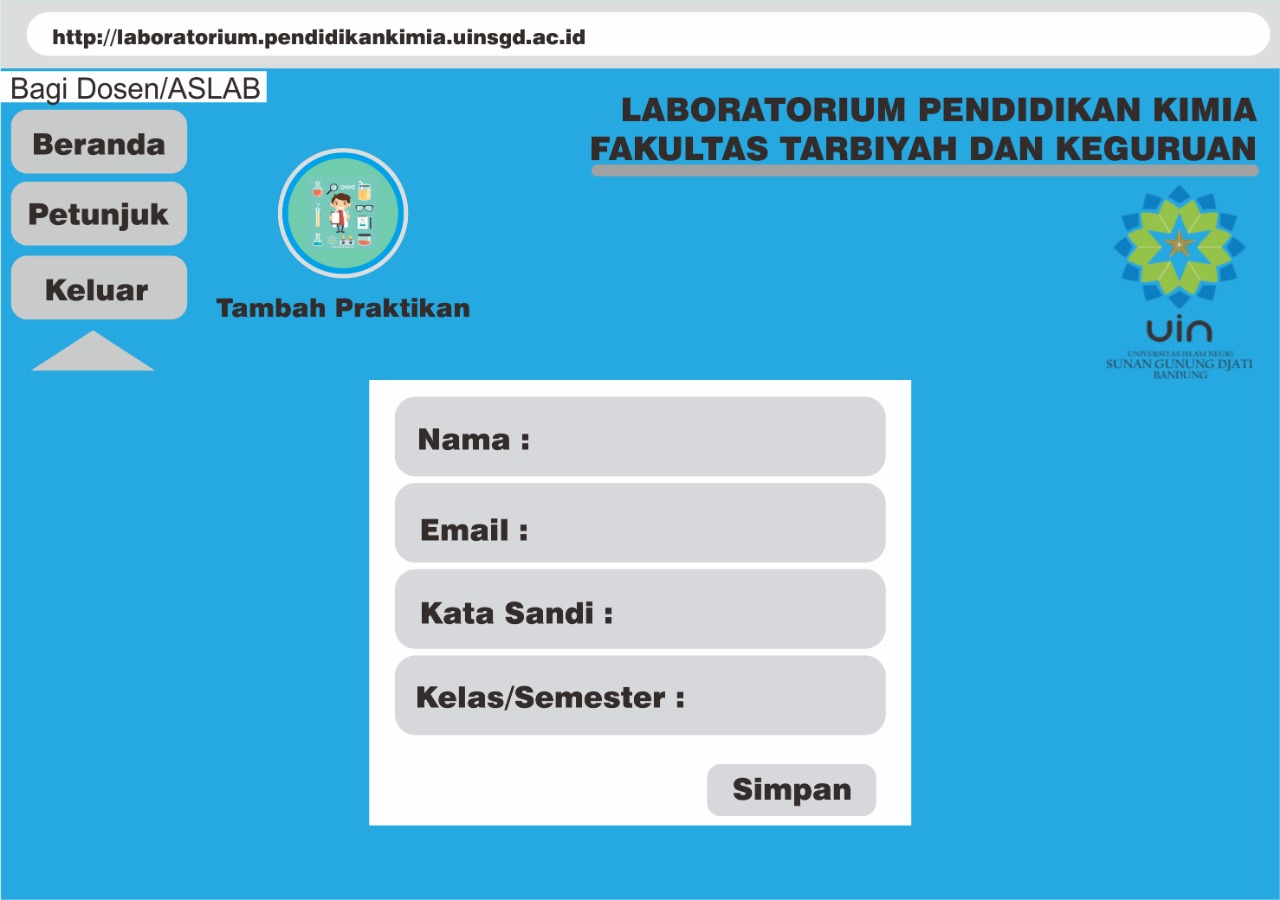 http://laboratorium.pendidikankimia.uinsgd.ac.id
Bagi Dosen/ASLAB
LABORATORIUM PENDIDIKAN KIMIA
FAKULTAS TARBIYAH DAN KEGURUAN
Beranda
Petunjuk
Keluar
Tambah Praktikan
uin
UNIVERSITAS ISLAM NEGRI
SUNAN GUNUNG DJATI
BANDUNG
Nama :
Email :
Kata Sandi :
Kelas/Semester :
Simpan